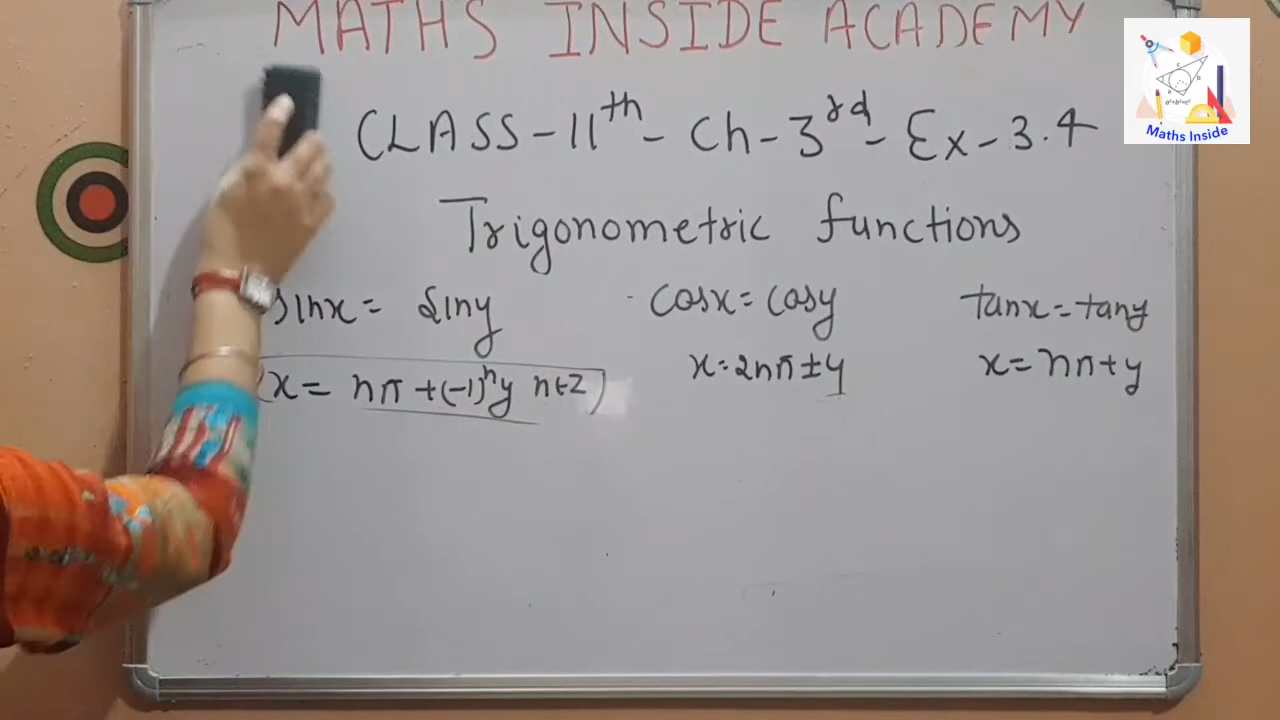 MATHS INSIDE ACADEMY
CLASS-11th-Ch-3rd-Ex-3.4
Trigonometric functions
sinx = siny cosx = cosy tanx = tany
x = nπ + (-1)ⁿy n∈Z x = 2nπ ± y x = nπ + y
Maths Inside